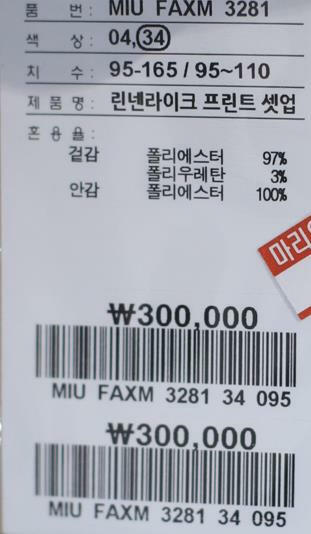 품 번 : MIU FAXM 3281
색 상 : 04, 34
치 수 : 95-165 / 95~110
제 품 명 : 린넨라이크 프린트 셋업
혼 용 율 :
겉감 폴리에스터 97%
폴리우레탄 3%
안감 폴리에스터 100%
마리오
₩300,000
MIU FAXM 3281 34 095
₩300,000
MIU FAXM 3281 34 095